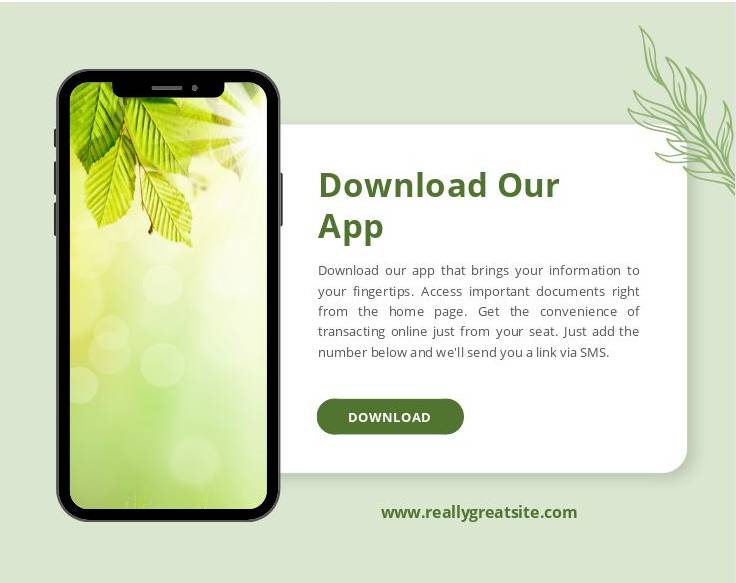 Download Our
App
Download our app that brings your information to
your fingertips. Access important documents right
from the home page. Get the convenience of
transacting online just from your seat. Just add the
number below and we'll send you a link via SMS.
DOWNLOAD
www.reallygreatsite.com